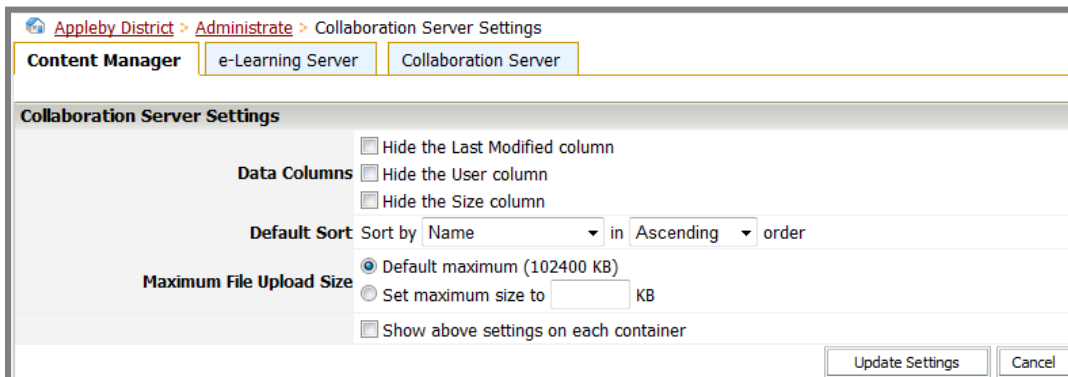 Appleby District > Administrate > Collaboration Server Settings
Content Manager e-Learning Server Collaboration Server
Collaboration Server Settings
Hide the Last Modified column
Data Columns Hide the User column
Hide the Size column
Default Sort Sort by Name in Ascending order
Maximum File Upload Size Default maximum (102400 KB)
Set maximum size to KB
Show above settings on each container
Update Settings Cancel